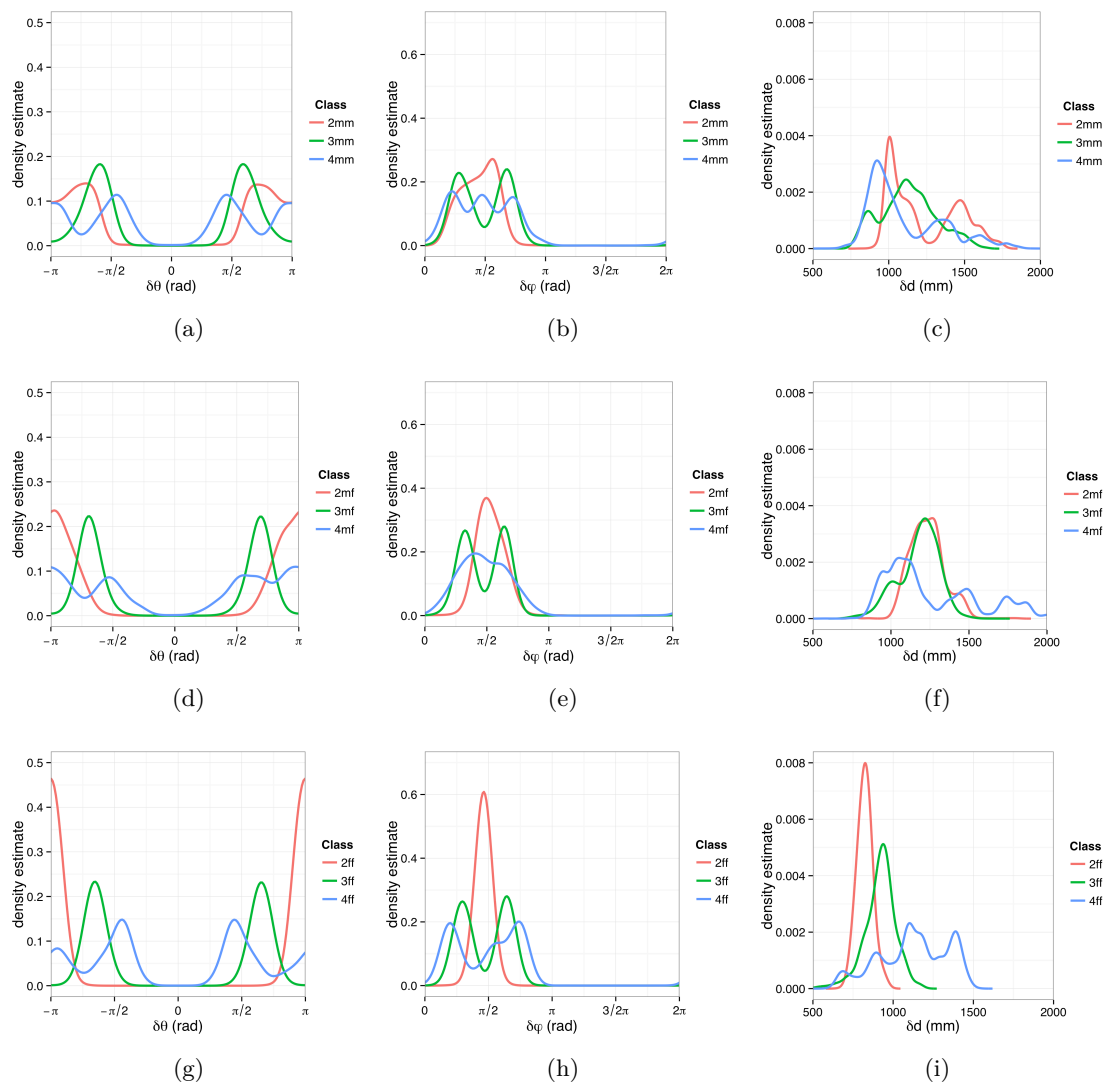 0.5
0.4
0.3
0.2
0.1
0.0
density estimate
−π −π/2 0 π/2 π
δθ (rad)
Class
2mm
3mm
4mm
(a)
0.6
0.4
0.2
0.0
density estimate
0 π/2 π 3/2π 2π
δφ (rad)
Class
2mm
3mm
4mm
(b)
0.008
0.006
0.004
0.002
0.000
density estimate
500 1000 1500 2000
δd (mm)
Class
2mm
3mm
4mm
(c)
0.5
0.4
0.3
0.2
0.1
0.0
density estimate
−π −π/2 0 π/2 π
δθ (rad)
Class
2mf
3mf
4mf
(d)
0.6
0.4
0.2
0.0
density estimate
0 π/2 π 3/2π 2π
δφ (rad)
Class
2mf
3mf
4mf
(e)
0.008
0.006
0.004
0.002
0.000
density estimate
500 1000 1500 2000
δd (mm)
Class
2mf
3mf
4mf
(f)
0.5
0.4
0.3
0.2
0.1
0.0
density estimate
−π −π/2 0 π/2 π
δθ (rad)
Class
2ff
3ff
4ff
(g)
0.6
0.4
0.2
0.0
density estimate
0 π/2 π 3/2π 2π
δφ (rad)
Class
2ff
3ff
4ff
(h)
0.008
0.006
0.004
0.002
0.000
density estimate
500 1000 1500 2000
δd (mm)
Class
2ff
3ff
4ff
(i)